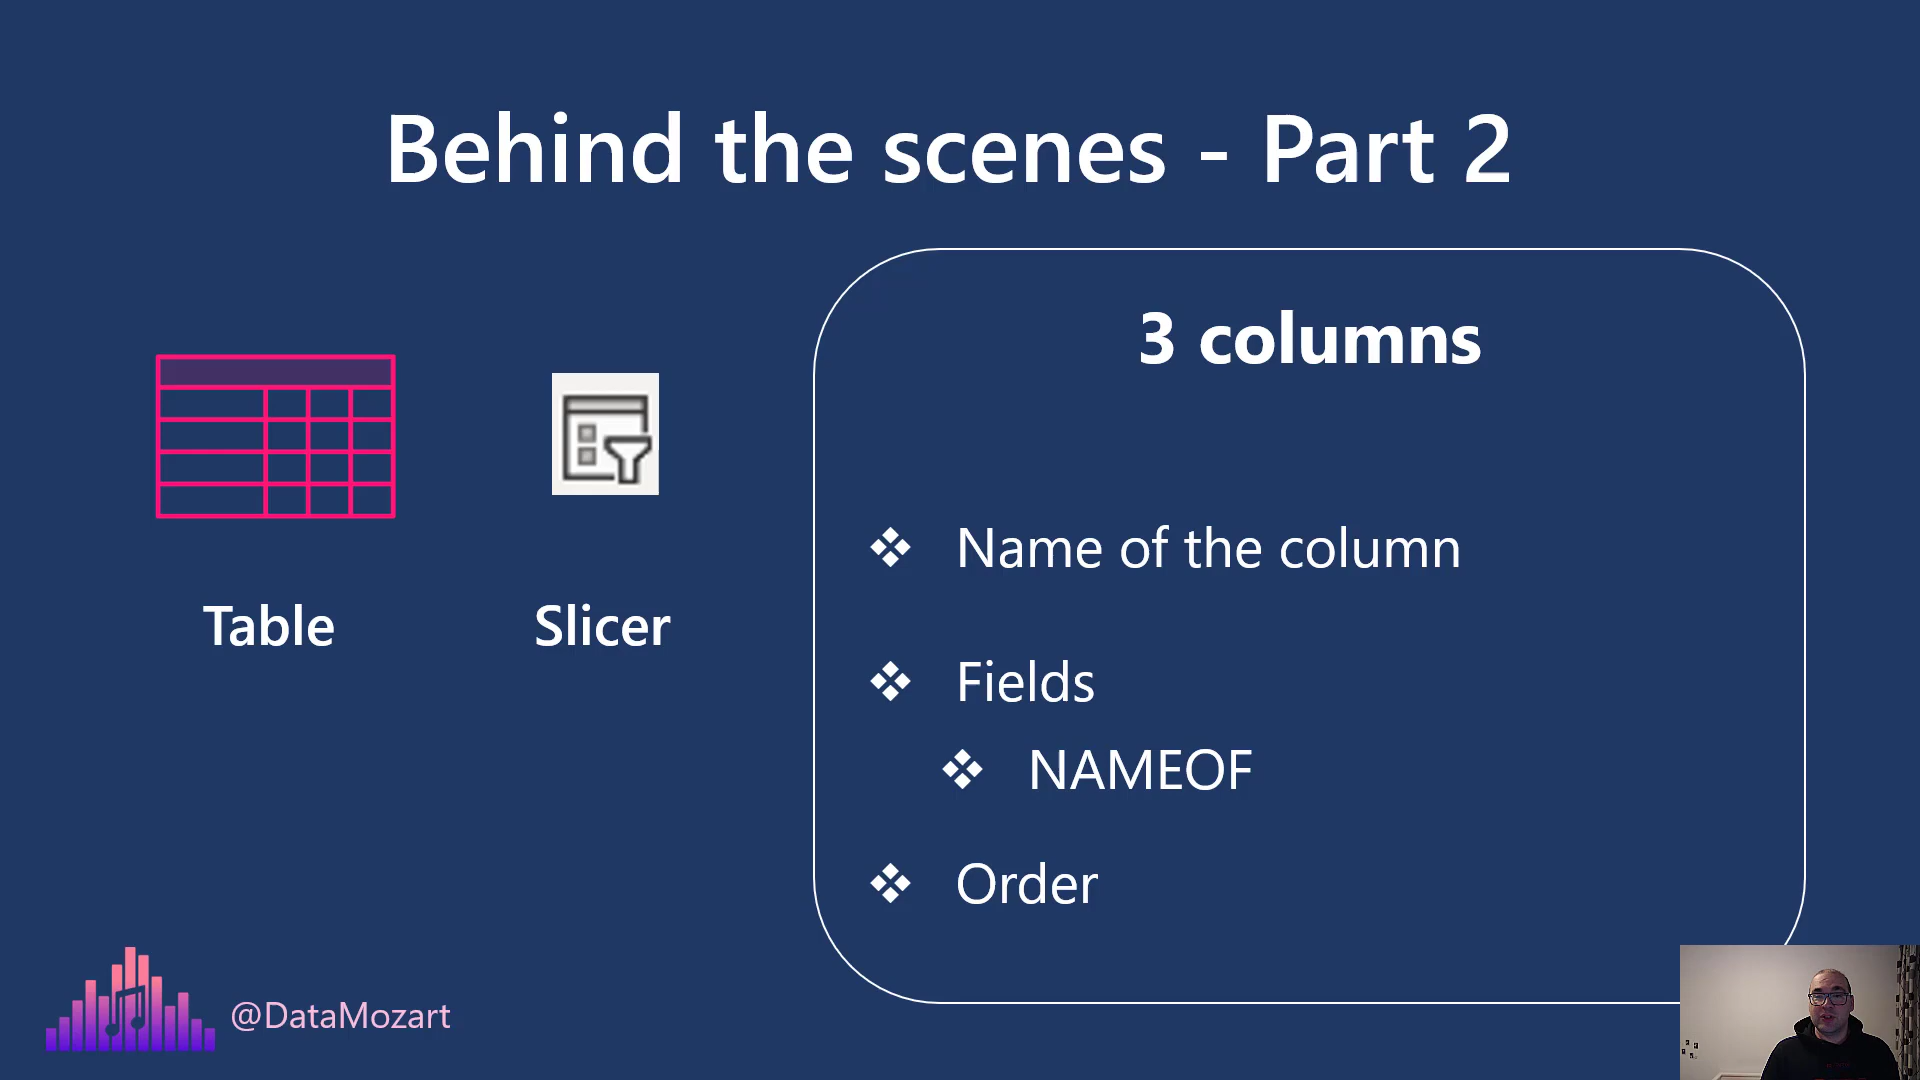 Behind the scenes - Part 2
Table
Slicer
3 columns
Name of the column
Fields
NAMEOF
Order
@DataMozart